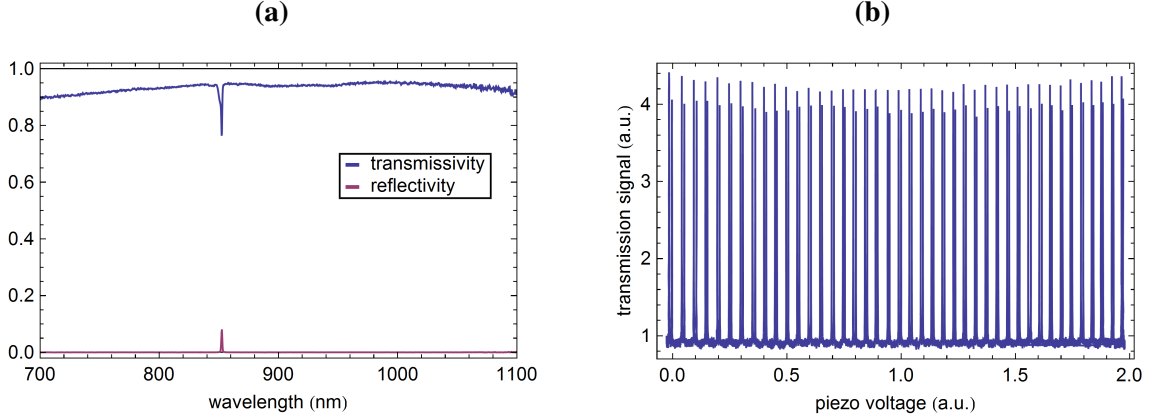 (a)
1.0
0.8
0.6
0.4
0.2
0.0
700
800
900
1000
1100
wavelength (nm)
transmissivity
reflectivity
(b)
transmission signal (a.u.)
4
3
2
1
0.0
0.5
1.0
1.5
2.0
piezo voltage (a.u.)